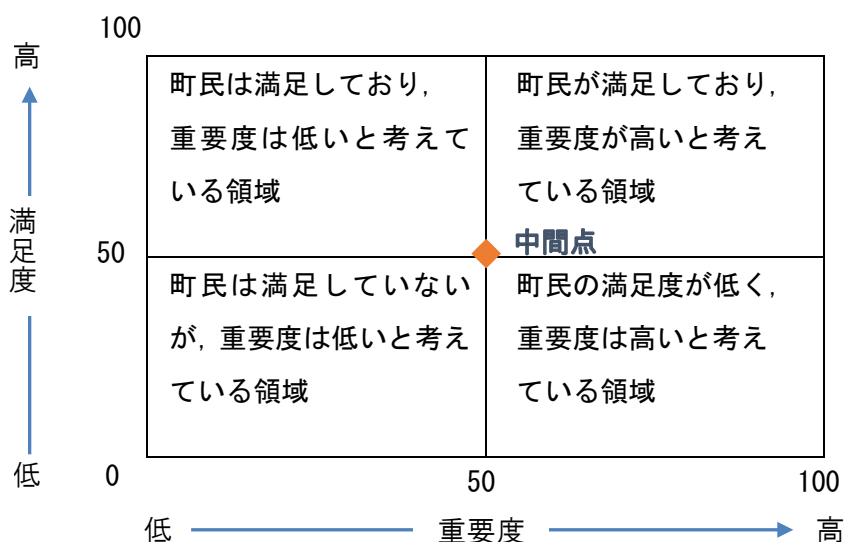 100
高
町民は満足しており,
重要度は低いと考えて
いる領域
町民が満足しており,
重要度が高いと考え
ている領域
満足度
50
中間点
町民は満足していない
が, 重要度は低いと考え
ている領域
町民の満足度が低く,
重要度は高いと考え
ている領域
低
0
50
100
低
重要度
高